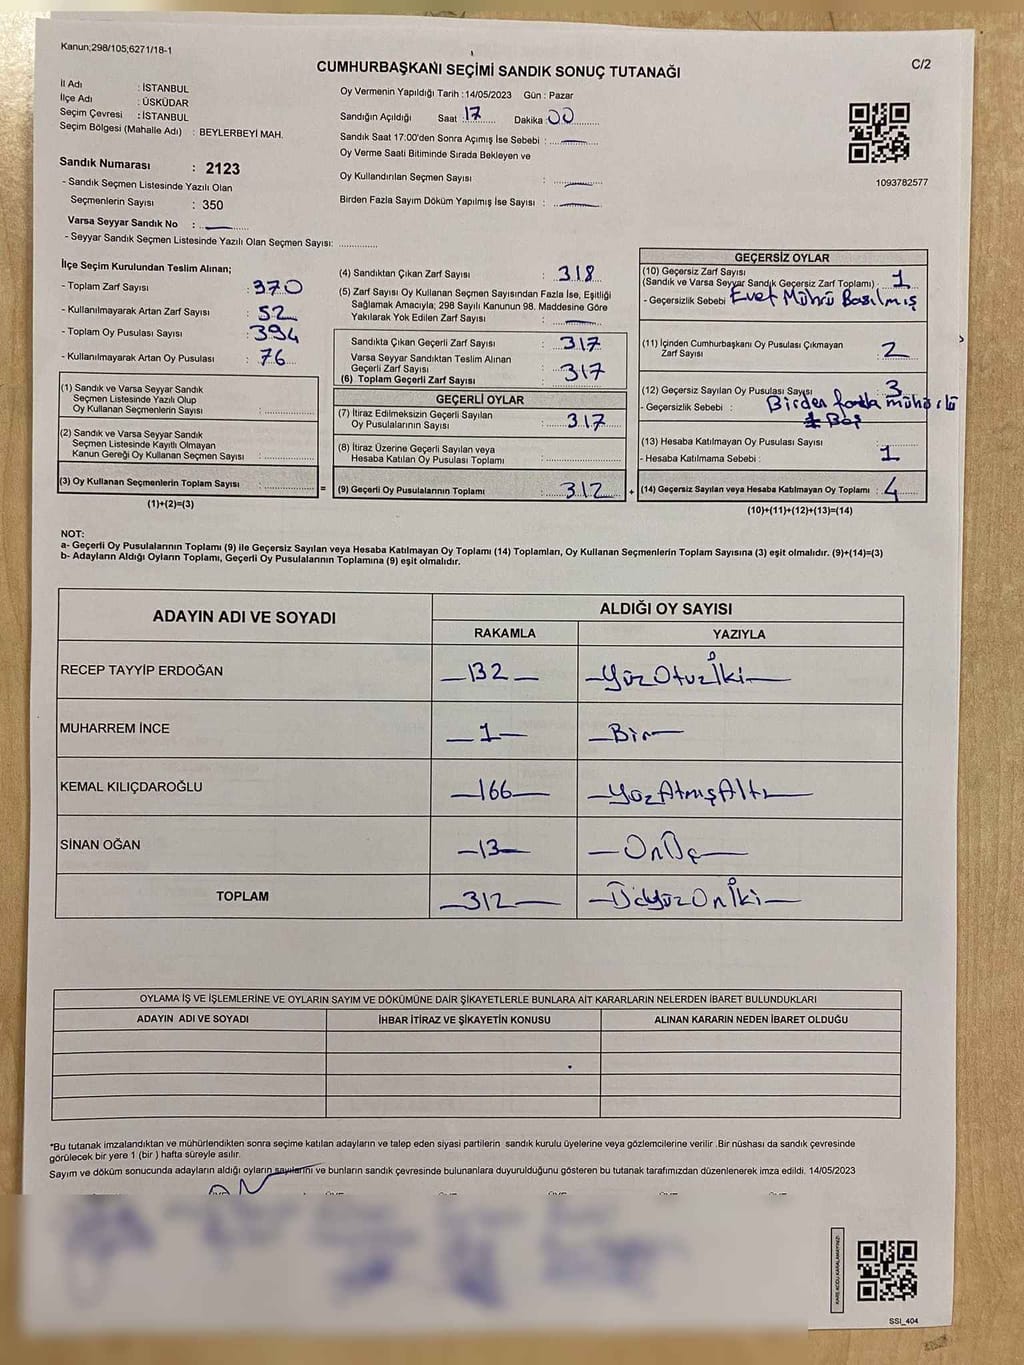 Kanun;298/105;6271/18-1
C/2
CUMHURBAŞKANI SEÇİMİ SANDIK SONUÇ TUTANAĞI
İl Adı : İSTANBUL
İlçe Adı : ÜSKÜDAR
Seçim Çevresi : İSTANBUL
Seçim Bölgesi (Mahalle Adı) : BEYLERBEYİ MAH.
Oy Vermenin Yapıldığı Tarih :14/05/2023 Gün : Pazar
Sandığın Açıldığı Saat 17 Dakika :00
Sandık Saat 17:00'den Sonra Açımış İse Sebebi :
Oy Verme Saati Bitiminde Sırada Bekleyen ve
Oy Kullandırılan Seçmen Sayısı :
Birden Fazla Sayım Döküm Yapılmış İse Sayısı :
1093782577
Sandık Numarası : 2123
- Sandık Seçmen Listesinde Yazılı Olan
Seçmenlerin Sayısı : 350
Varsa Seyyar Sandık No :
- Seyyar Sandık Seçmen Listesinde Yazılı Olan Seçmen Sayısı:
İlçe Seçim Kurulundan Teslim Alınan;
- Toplam Zarf Sayısı : 370
- Kullanılmayarak Artan Zarf Sayısı : 52
- Toplam Oy Pusulası Sayısı : 394
- Kullanılmayarak Artan Oy Pusulası : 76
(1) Sandık ve Varsa Seyyar Sandık
Seçmen Listesinde Yazılı Olup
Oy Kullanan Seçmenlerin Sayısı :
(2) Sandık ve Varsa Seyyar Sandık
Seçmen Listesinde Kayıtlı Olmayan
Kanun Gereği Oy Kullanan Seçmen Sayısı :
(3) Oy Kullanan Seçmenlerin Toplam Sayısı :
=
(1)+(2)=(3)
(4) Sandıktan Çıkan Zarf Sayısı : 318
(5) Zarf Sayısı Oy Kullanan Seçmen Sayısından Fazla İse, Eşitliği
Sağlamak Amacıyla; 298 Sayılı Kanunun 98. Maddesine Göre
Yakılarak Yok Edilen Zarf Sayısı :
Sandıkta Çıkan Geçerli Zarf Sayısı : 317
Varsa Seyyar Sandıktan Teslim Alınan
Geçerli Zarf Sayısı :
(6) Toplam Geçerli Zarf Sayısı : 317
GEÇERLİ OYLAR
(7) İtiraz Edilmeksizin Geçerli Sayılan
Oy Pusulalarının Sayısı : 317
(8) İtiraz Üzerine Geçerli Sayılan veya
Hesaba Katılan Oy Pusulası Toplamı :
(9) Geçerli Oy Pusulalarının Toplamı : 312
+
GEÇERSİZ OYLAR
(10) Geçersiz Zarf Sayısı
(Sandık ve Varsa Seyyar Sandık Geçersiz Zarf Toplamı) : 1
- Geçersizlik Sebebi : Evet Mührü Basılmış
(11) İçinden Cumhurbaşkanı Oy Pusulası Çıkmayan
Zarf Sayısı : 2
(12) Geçersiz Sayılan Oy Pusulası Sayısı 3
- Geçersizlik Sebebi : Birden fazla mühürlü
Boş
(13) Hesaba Katılmayan Oy Pusulası Sayısı :
- Hesaba Katılmama Sebebi : 1
(14) Geçersiz Sayılan veya Hesaba Katılmayan Oy Toplamı : 4
(10)+(11)+(12)+(13)=(14)
NOT:
a- Geçerli Oy Pusulalarının Toplamı (9) ile Geçersiz Sayılan veya Hesaba Katılmayan Oy Toplamı (14) Toplamları, Oy Kullanan Seçmenlerin Toplam Sayısına (3) eşit olmalıdır. (9)+(14)=(3)
b- Adayların Aldığı Oyların Toplamı, Geçerli Oy Pusulalarının Toplamına (9) eşit olmalıdır.
ADAYIN ADI VE SOYADI
ALDIĞI OY SAYISI
RAKAMLA YAZIYLA
RECEP TAYYİP ERDOĞAN —132— —YüzOtuzİki—
MUHARREM İNCE —1— —Bir—
KEMAL KILIÇDAROĞLU —166— —YüzAtmışAltı—
SİNAN OĞAN —13— —OnÜç—
TOPLAM —312— —ÜçYüzOnİki—
OYLAMA İŞ VE İŞLEMLERİNE VE OYLARIN SAYIM VE DÖKÜMÜNE DAİR ŞİKAYETLERLE BUNLARA AİT KARARLARIN NELERDEN İBARET BULUNDUKLARI
ADAYIN ADI VE SOYADI İHBAR İTİRAZ VE ŞİKAYETİN KONUSU ALINAN KARARIN NEDEN İBARET OLDUĞU
*Bu tutanak imzalandıktan ve mühürlendikten sonra seçime katılan adayların ve talep eden siyasi partilerin sandık kurulu üyelerine veya gözlemcilerine verilir .Bir nüshası da sandık çevresinde
görülecek bir yere 1 (bir ) hafta süreyle asılır.
Sayım ve döküm sonucunda adayların aldığı oyların sayılarını ve bunların sandık çevresinde bulunanlara duyurulduğunu gösteren bu tutanak tarafımızdan düzenlenerek imza edildi. 14/05/2023
KARE KODU KARALAMAYINIZ!
SSI_404